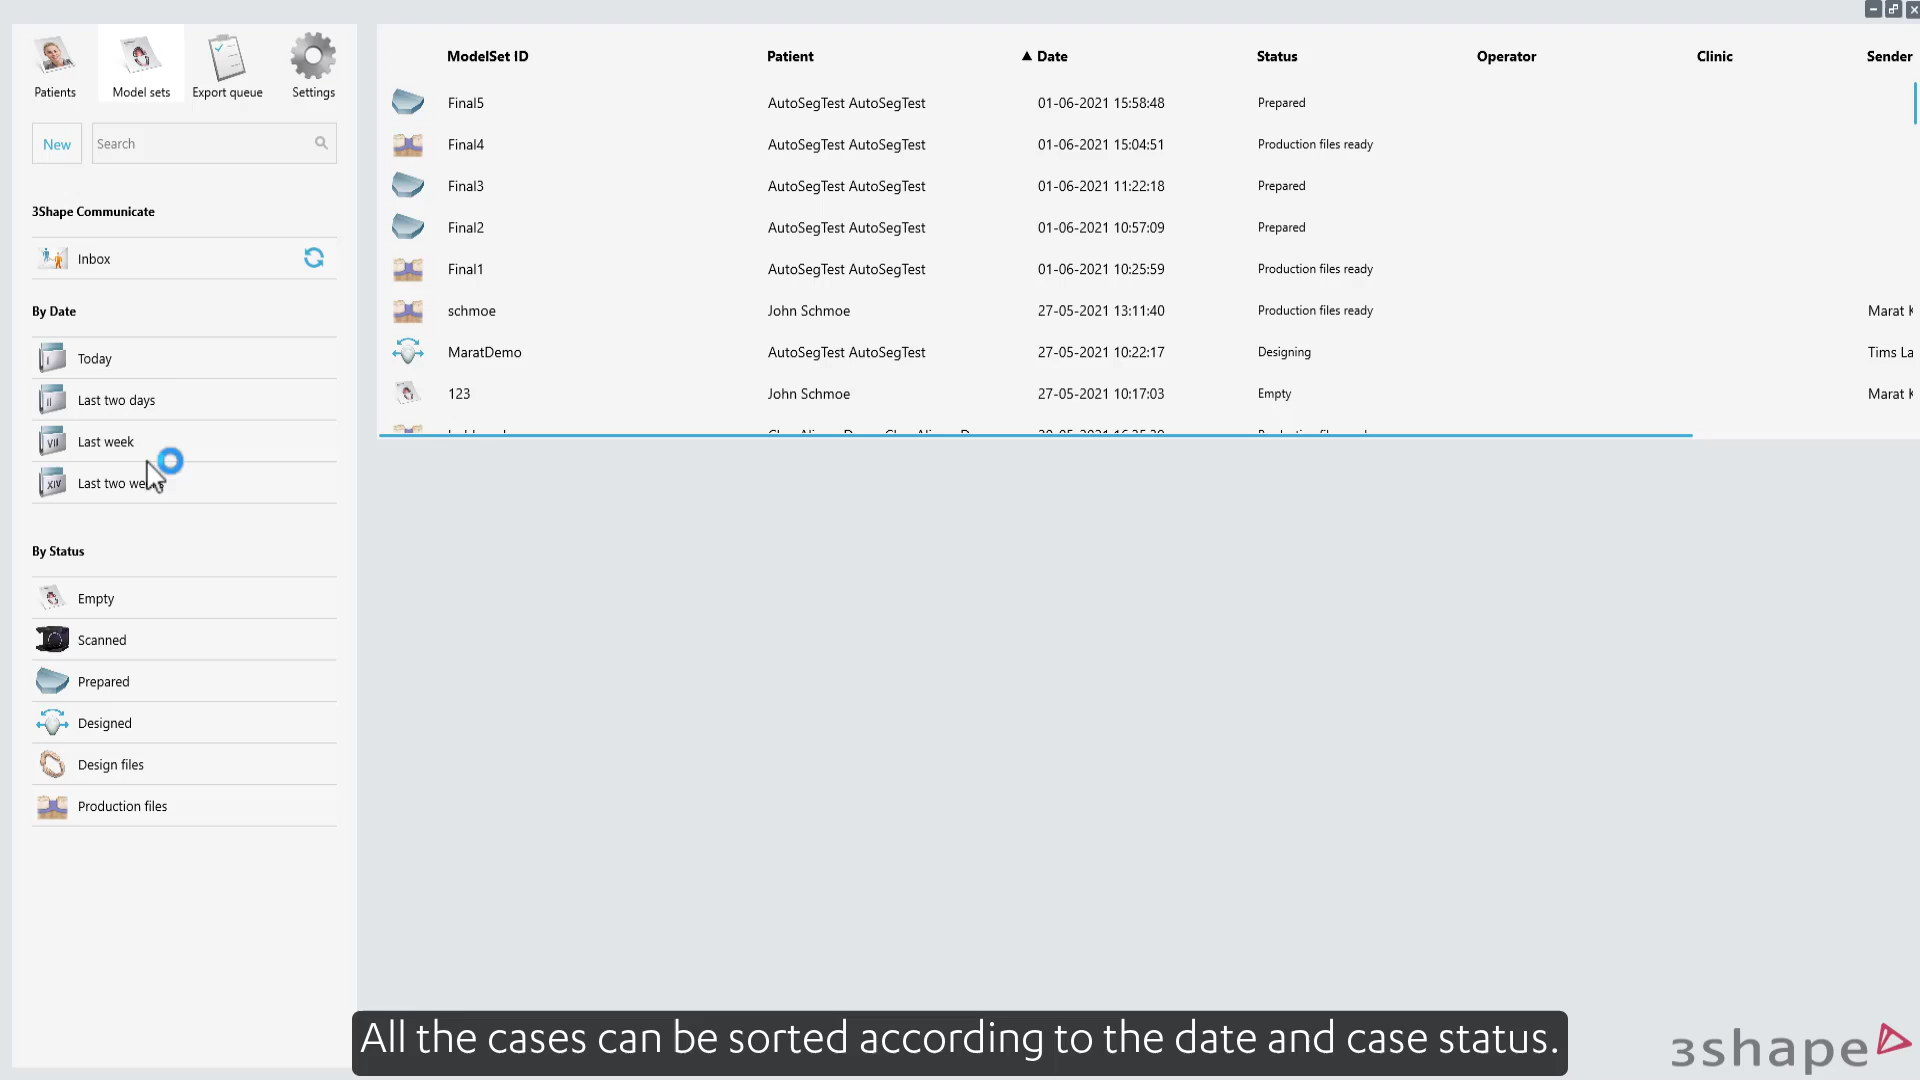 Patients
Model sets
Export queue
Settings
New
Search
3Shape Communicate
Inbox
By Date
Today
Last two days
Last week
Last two
By Status
Empty
Scanned
Prepared
Designed
Design files
Production files
ModelSet ID Patient ▲ Date Status Operator Clinic Sender
Final5 AutoSegTest AutoSegTest 01-06-2021 15:58:48 Prepared
Final4 AutoSegTest AutoSegTest 01-06-2021 15:04:51 Production files ready
Final3 AutoSegTest AutoSegTest 01-06-2021 11:22:18 Prepared
Final2 AutoSegTest AutoSegTest 01-06-2021 10:57:09 Prepared
Final1 AutoSegTest AutoSegTest 01-06-2021 10:25:59 Production files ready
schmoe John Schmoe 27-05-2021 13:11:40 Production files ready Marat
MaratDemo AutoSegTest AutoSegTest 27-05-2021 10:22:17 Designing Tims La
123 John Schmoe 27-05-2021 10:17:03 Empty Marat
All the cases can be sorted according to the date and case status.
3shape